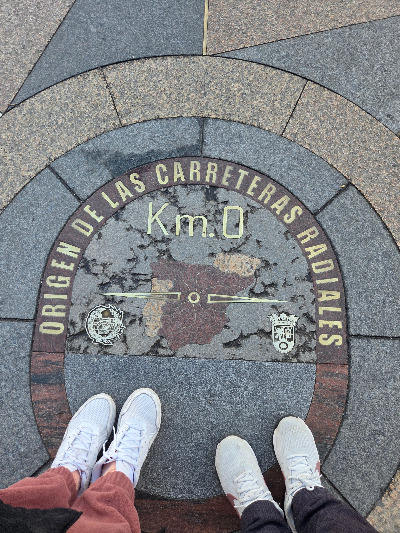 ORIGEN DE LAS CARRETERAS RADIALES
Km.0